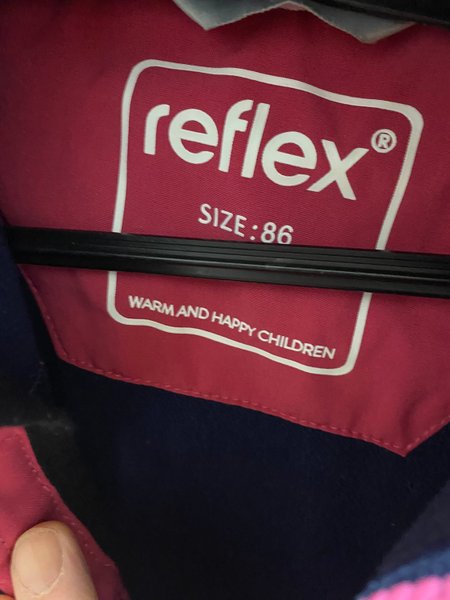 reflex®
SIZE:86
WARM AND HAPPY CHILDREN